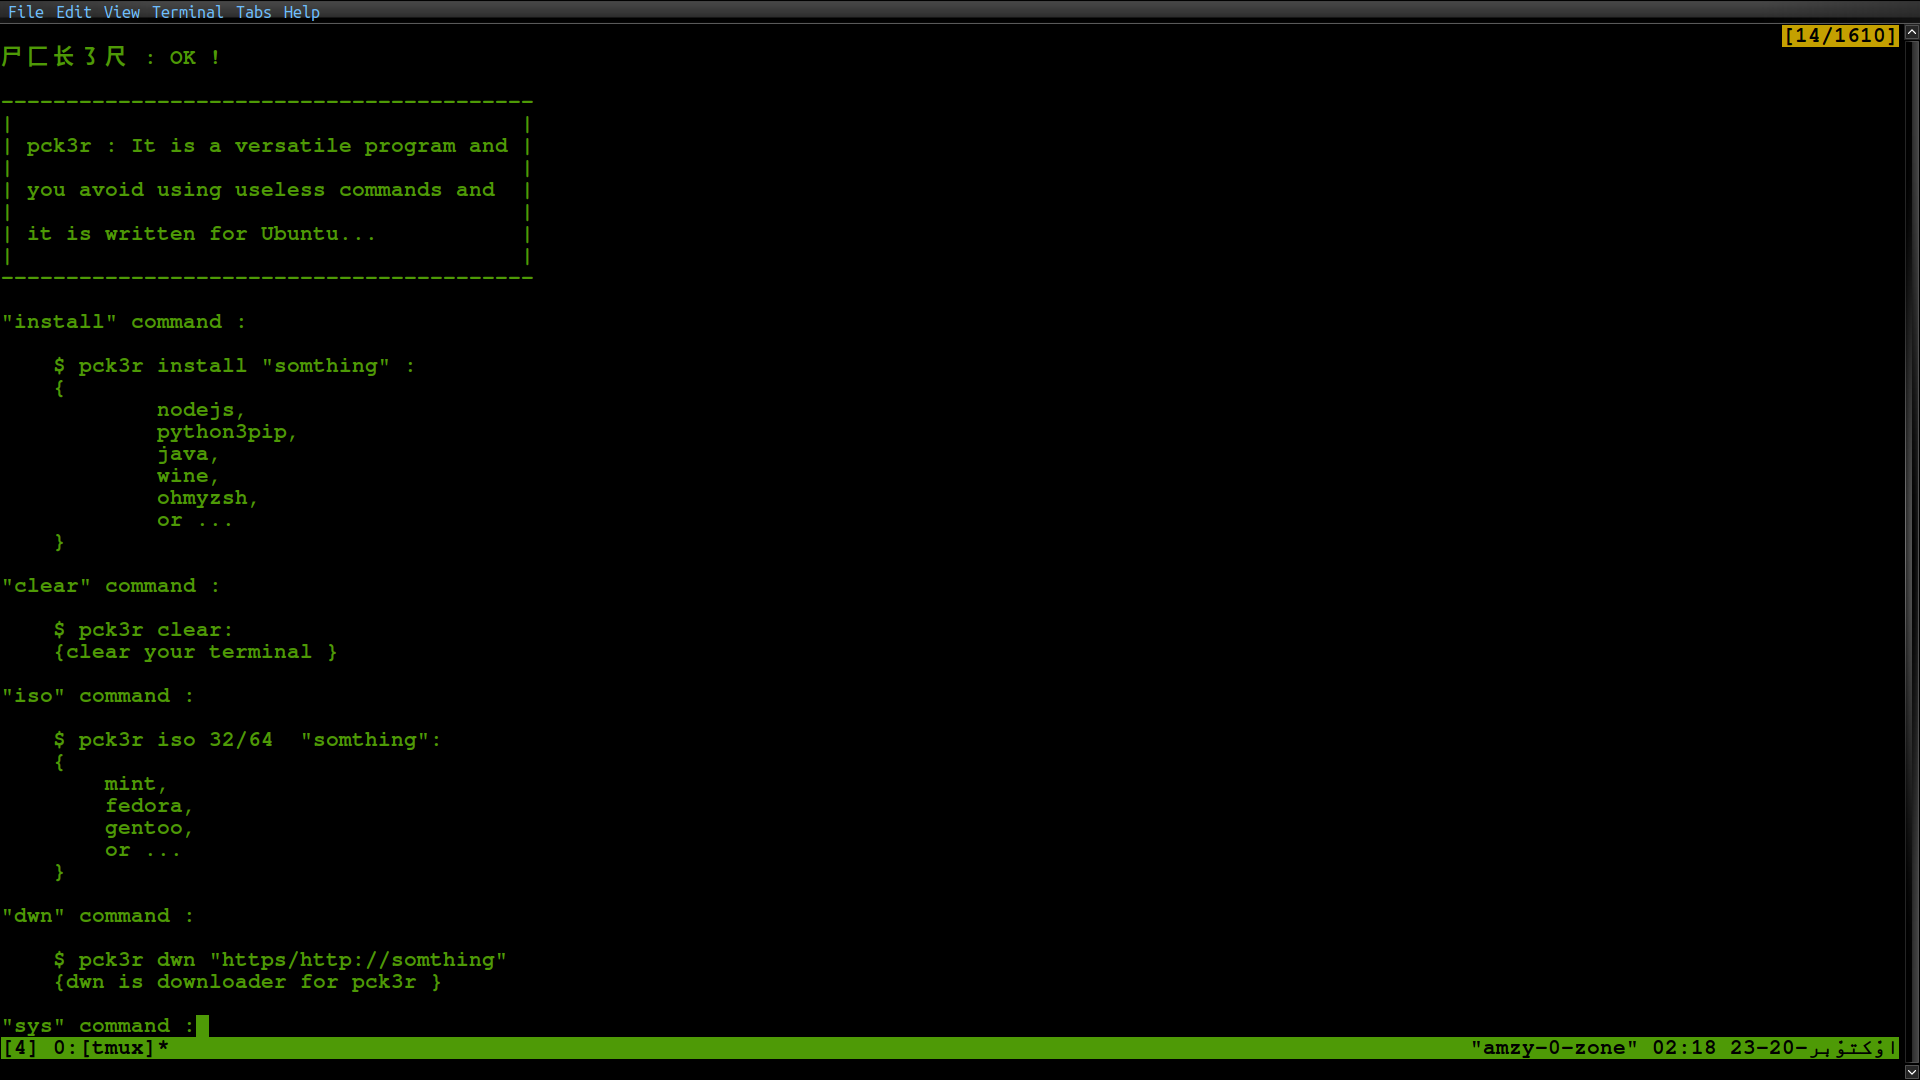 File Edit View Terminal Tabs Help
[14/1610]
尸匚长㇌尺 : OK !
-----------------------------------------
|                                       |
| pck3r : It is a versatile program and |
|                                       |
| you avoid using useless commands and  |
|                                       |
| it is written for Ubuntu...           |
|                                       |
-----------------------------------------
"install" command :
$ pck3r install "somthing" :
{
nodejs,
python3pip,
java,
wine,
ohmyzsh,
or ...
}
"clear" command :
$ pck3r clear:
{clear your terminal }
"iso" command :
$ pck3r iso 32/64  "somthing":
{
mint,
fedora,
gentoo,
or ...
}
"dwn" command :
$ pck3r dwn "https/http://somthing"
{dwn is downloader for pck3r }
"sys" command :
[4] 0:[tmux]*
"amzy-0-zone" 02:18 23-اؤکتوْبر-20